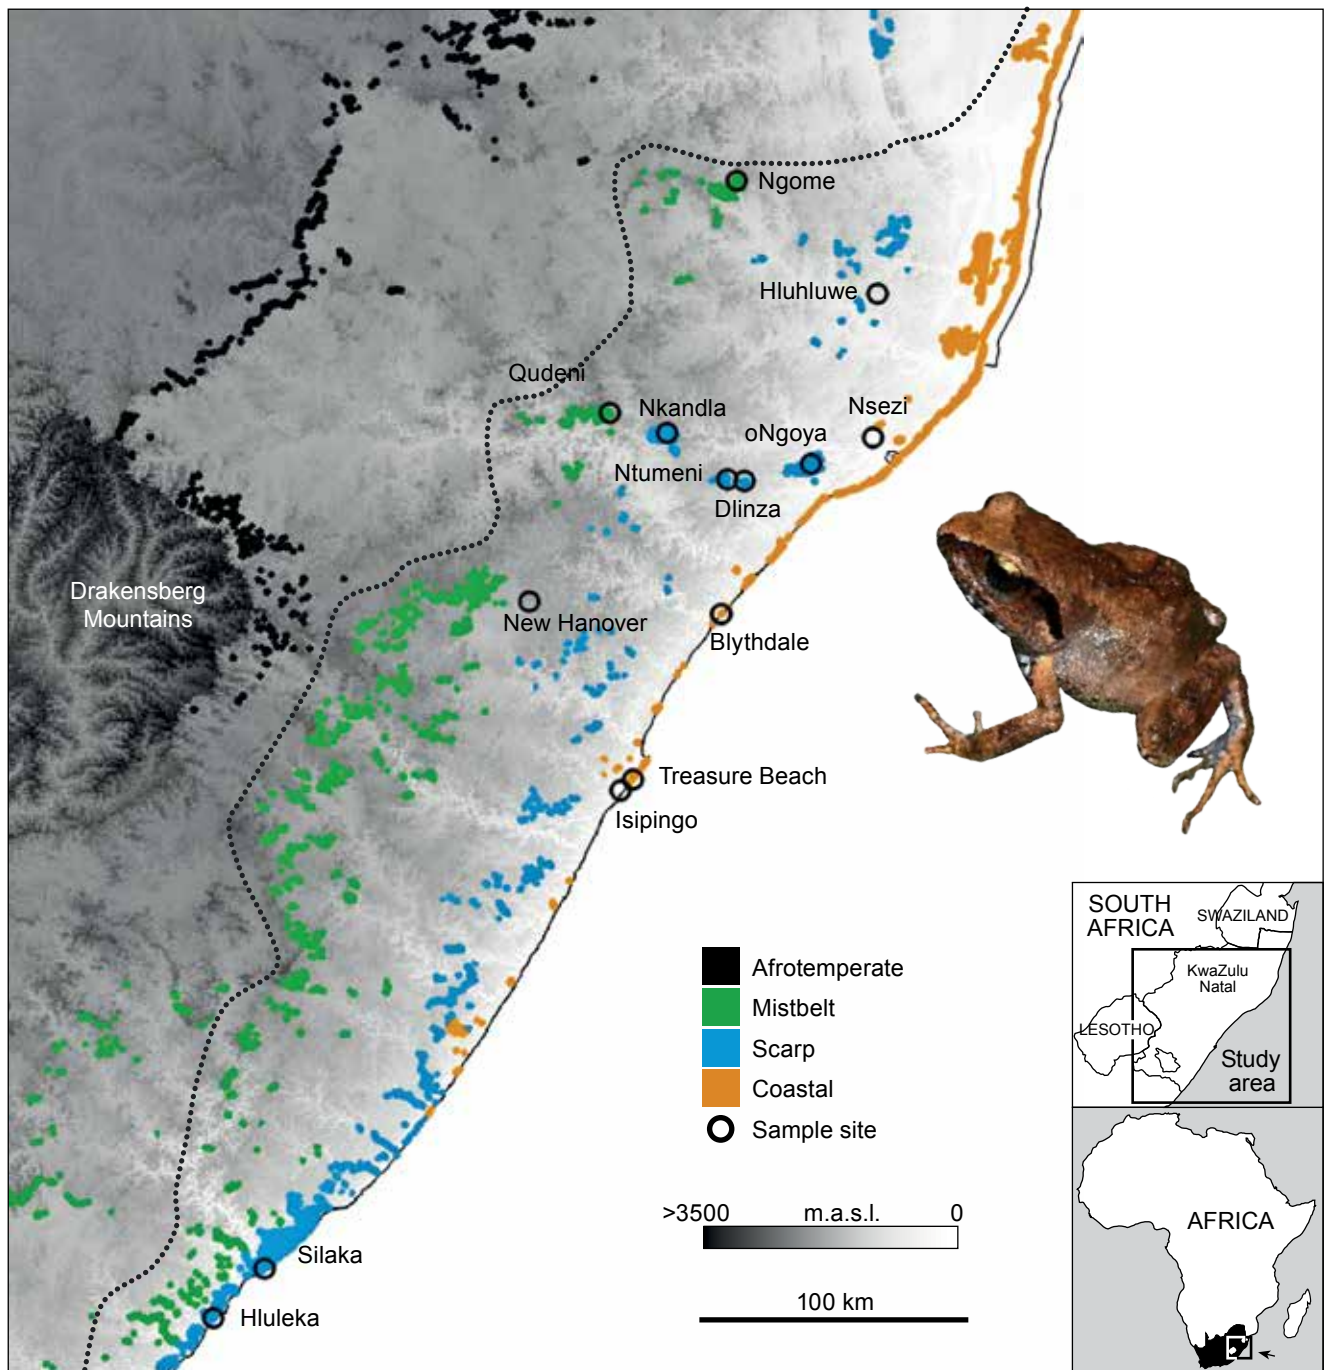 Ngome
Hluhluwe
Qudeni
Nkandla
Nsezi
oNgoya
Ntumeni
Dlinza
Drakensberg
Mountains
New Hanover
Blythdale
Treasure Beach
Isipingo
Afrotemperate
Mistbelt
Scarp
Coastal
Sample site
>3500 m.a.s.l. 0
100 km
Silaka
Hluleka
SOUTH
AFRICA
SWAZILAND
KwaZulu
Natal
LESOTHO
Study
area
AFRICA